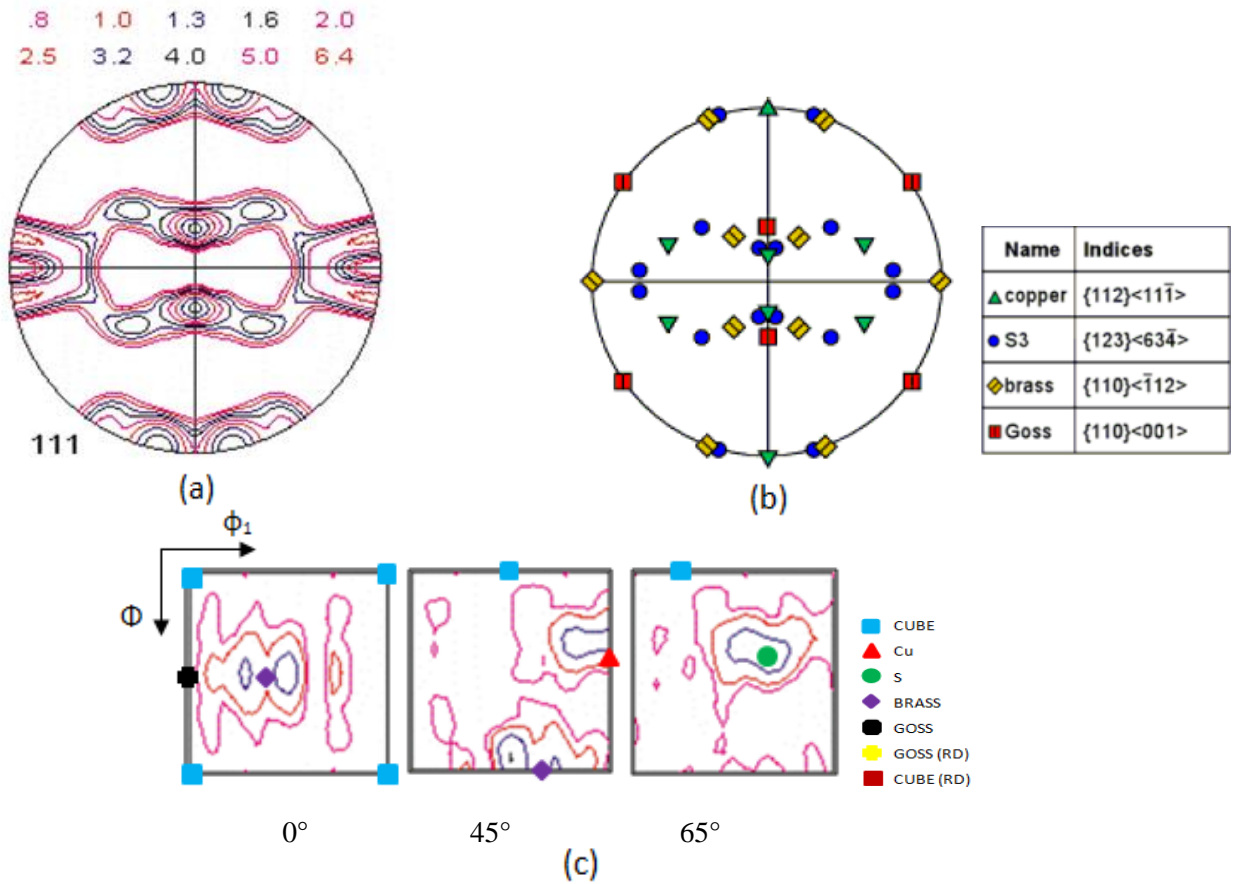 .8 1.0 1.3 1.6 2.0
2.5 3.2 4.0 5.0 6.4
111
(a)
(b)
Name Indices
copper {112}<111̄>
S3 {123}<634̄>
brass {110}<1̄12>
Goss {110}<001>
Φ₁
Φ
CUBE
Cu
S
BRASS
GOSS
GOSS (RD)
CUBE (RD)
0° 45° 65°
(c)